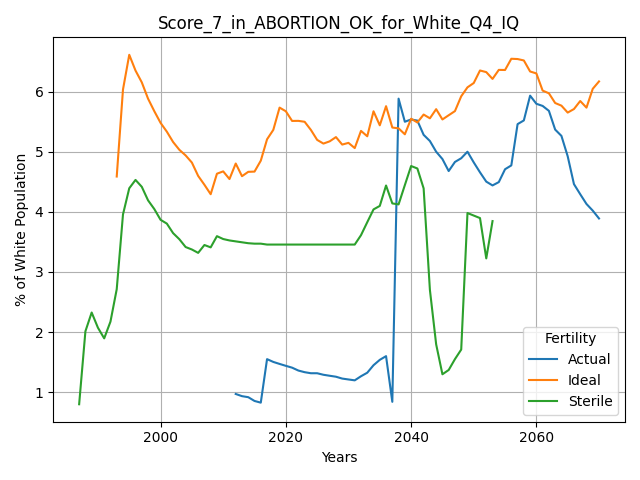 Score_7_in_ABORTION_OK_for_White_Q4_IQ
% of White Population
6
5
4
3
2
1
2000 2020 2040 2060
Years
Fertility
Actual
Ideal
Sterile